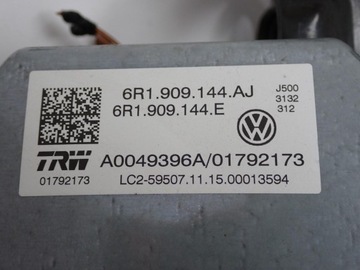 6R1.909.144.AJ
6R1.909.144.E
J500
3132
312
TRW
A0049396A/01792173
01792173
LC2-59507.11.15.00013594